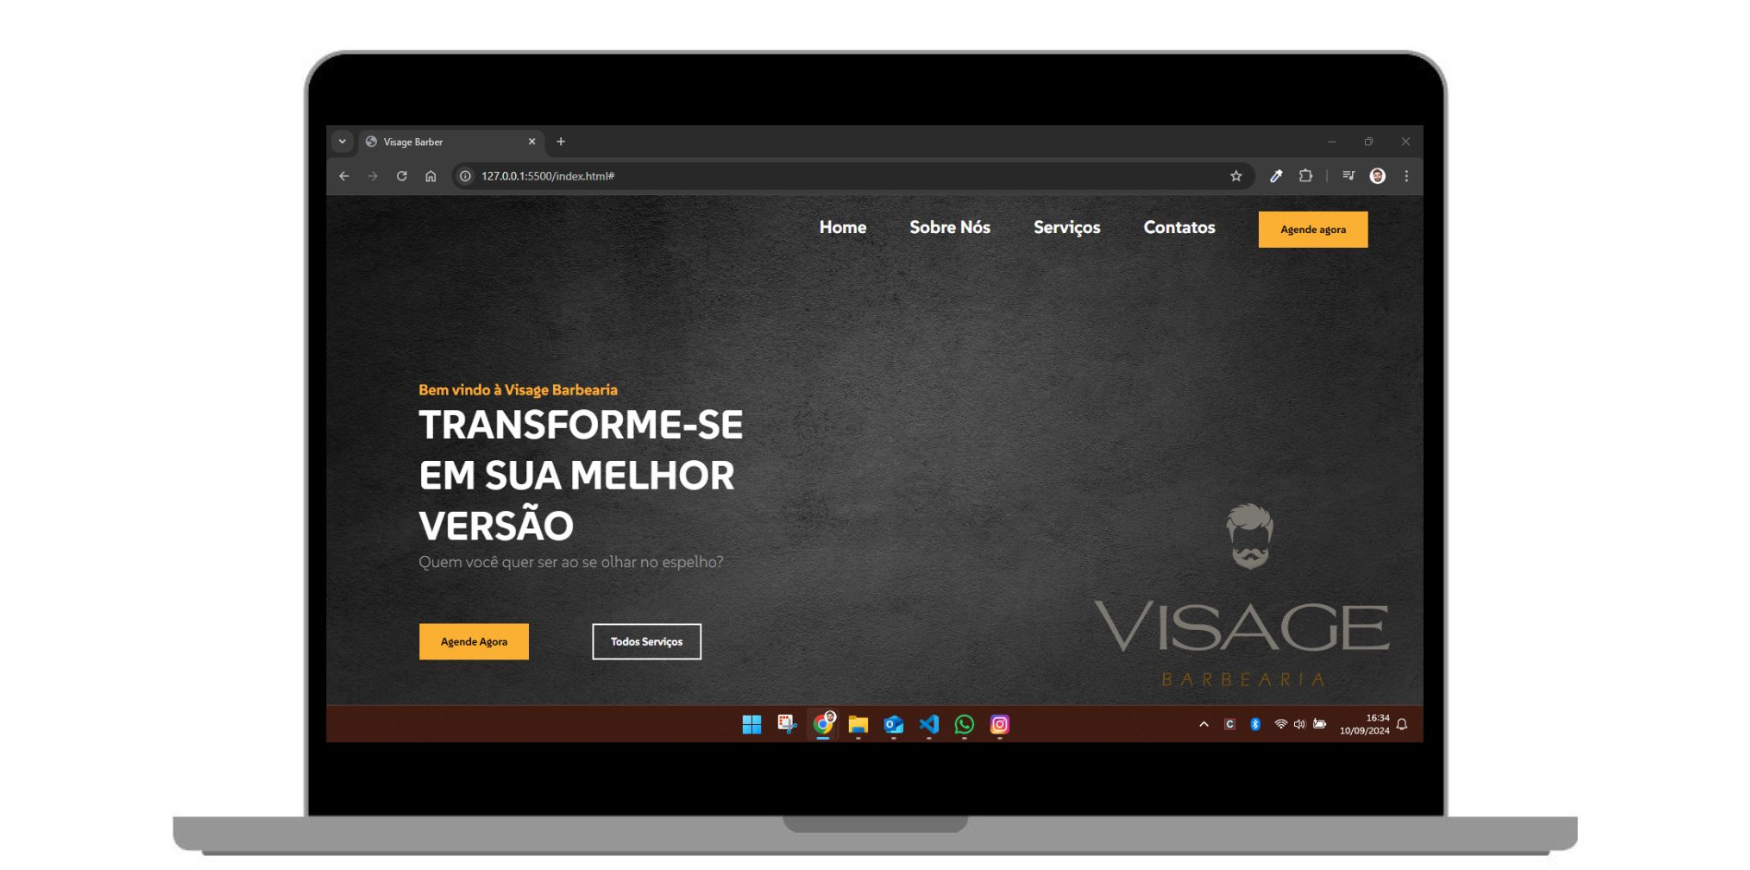 Visage Barber
127.0.0.1:5500/index.html#
Home Sobre Nós Serviços Contatos Agende agora
Bem vindo à Visage Barbearia
TRANSFORME-SE
EM SUA MELHOR
VERSÃO
Quem você quer ser ao se olhar no espelho?
Agende Agora Todos Serviços
VISAGE
BARBEARIA
C
16:34
10/09/2024